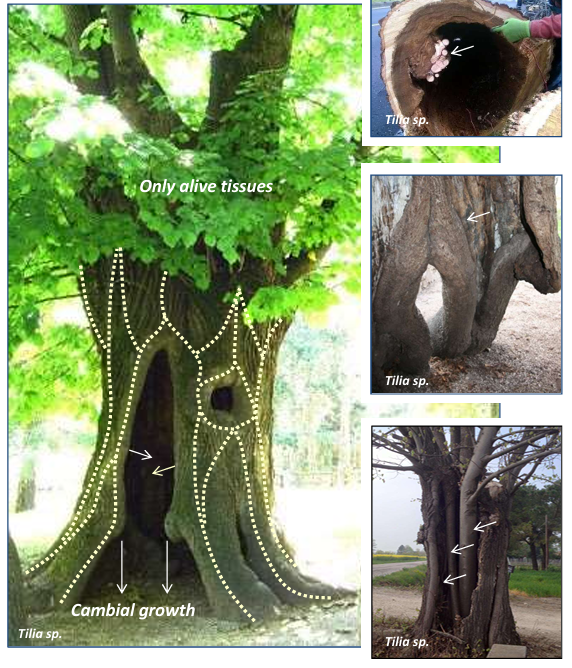 Only alive tissues
Cambial growth
Tilia sp.
Tilia sp.
Tilia sp.
Tilia sp.